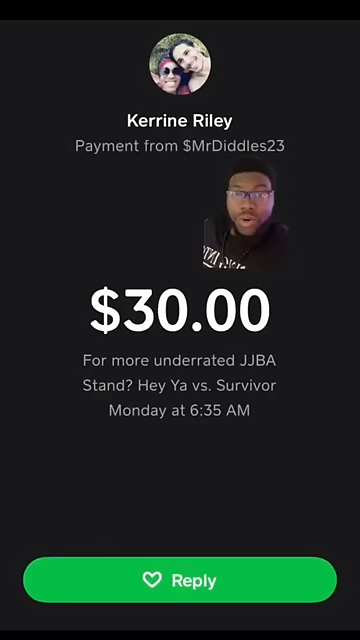 Kerrine Riley
Payment from $MrDiddles23
$30.00
For more underrated JJBA
Stand? Hey Ya vs. Survivor
Monday at 6:35 AM
Reply